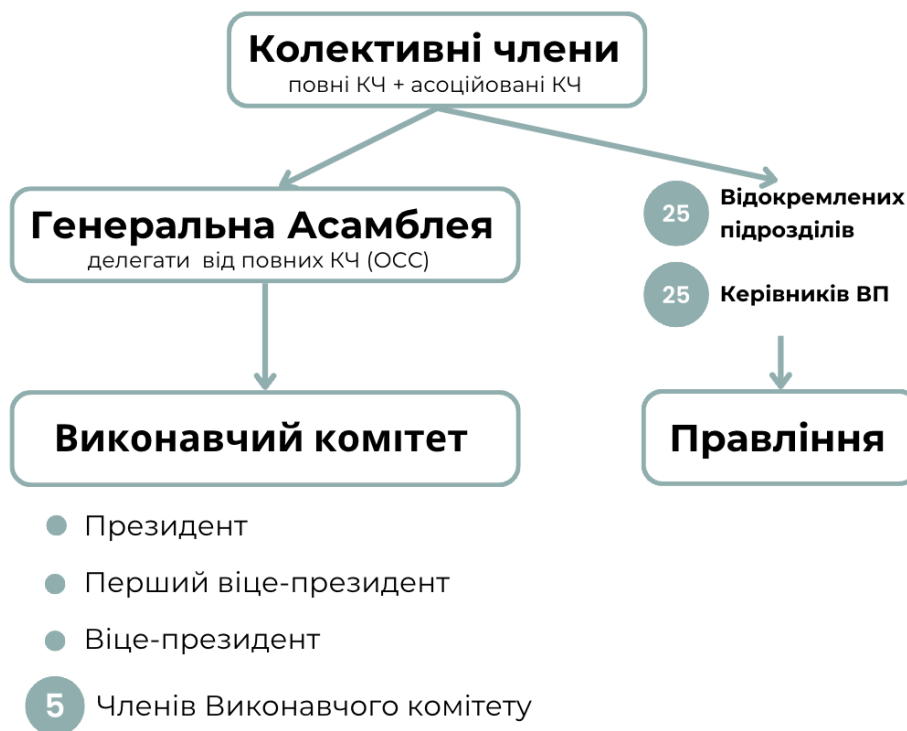 Колективні члени
повні КЧ + асоційовані КЧ
Генеральна Асамблея
делегати від повних КЧ (ОСС)
25
Відокремлених
підрозділів
25
Керівників ВП
Виконавчий комітет
Правління
Президент
Перший віце-президент
Віце-президент
5
Членів Виконавчого комітету